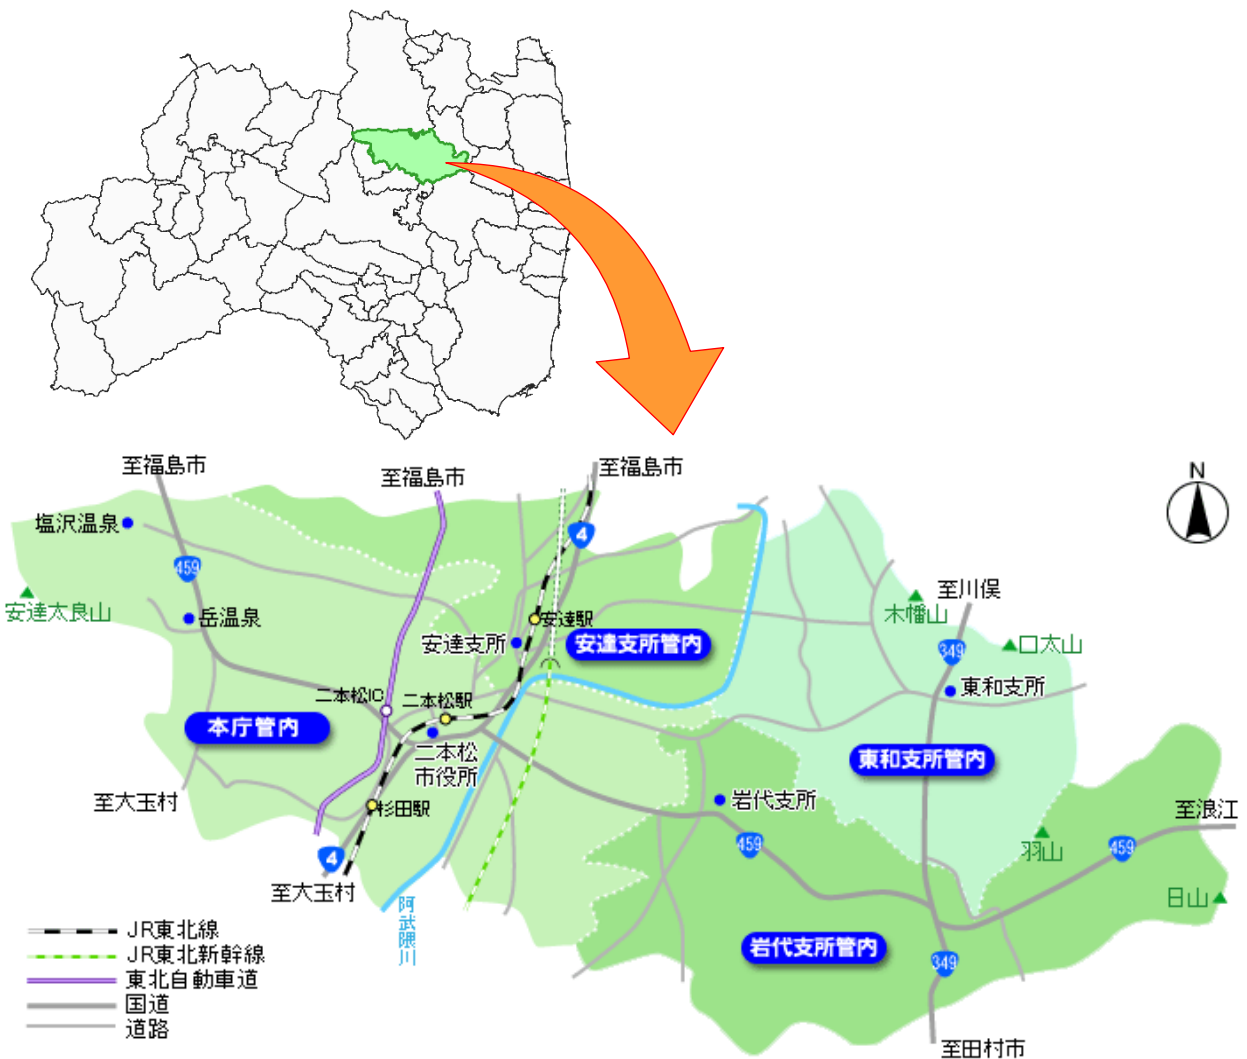 至福島市
至福島市
至福島市
N
塩沢温泉
4
459
安達太良山
岳温泉
安達駅
安達支所
安達支所管内
至川俣
木幡山
口太山
349
東和支所
二本松IC
二本松駅
本庁管内
二本松
市役所
東和支所管内
至大玉村
杉田駅
岩代支所
至浪江
4
459
羽山
459
至大玉村
日山
阿武隈川
岩代支所管内
349
至田村市
JR東北線
JR東北新幹線
東北自動車道
国道
道路